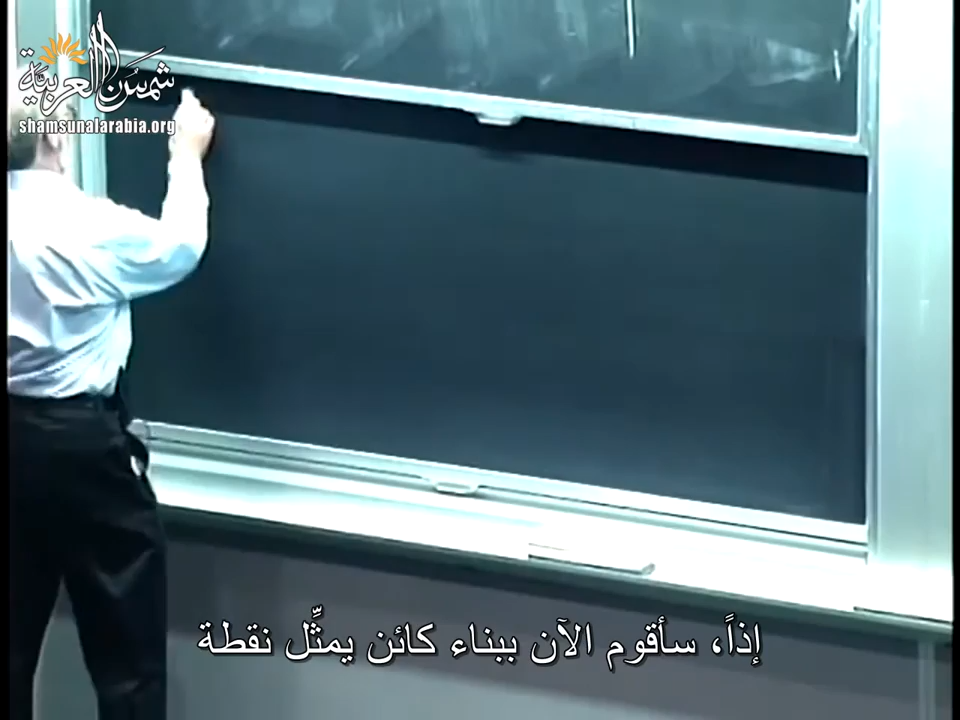 شمس العربية
shamsunalarabia.org
إذاً، سأقوم الآن ببناء كائن يمثِّل نقطة